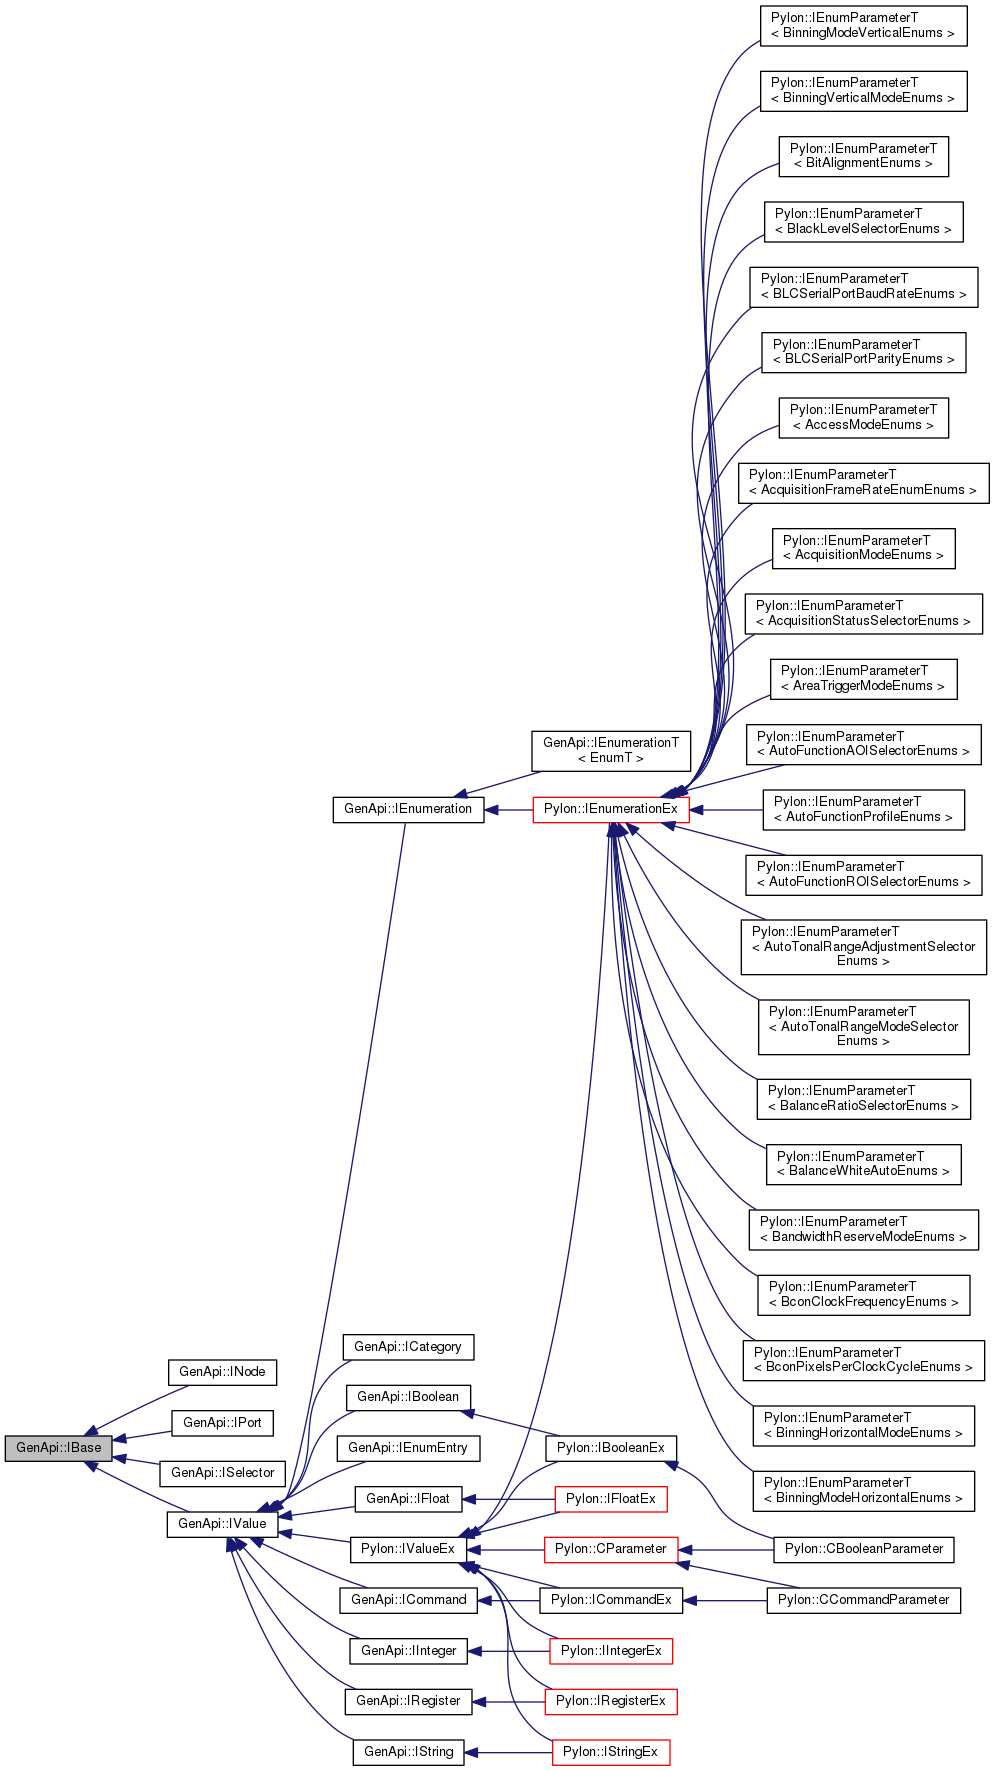 Pylon::IEnumParameterT
< BinningModeVerticalEnums >
Pylon::IEnumParameterT
< BinningVerticalModeEnums >
Pylon::IEnumParameterT
< BitAlignmentEnums >
Pylon::IEnumParameterT
< BlackLevelSelectorEnums >
Pylon::IEnumParameterT
< BLCSerialPortBaudRateEnums >
Pylon::IEnumParameterT
< BLCSerialPortParityEnums >
Pylon::IEnumParameterT
< AccessModeEnums >
Pylon::IEnumParameterT
< AcquisitionFrameRateEnumEnums >
Pylon::IEnumParameterT
< AcquisitionModeEnums >
Pylon::IEnumParameterT
< AcquisitionStatusSelectorEnums >
Pylon::IEnumParameterT
< AreaTriggerModeEnums >
Pylon::IEnumParameterT
< AutoFunctionAOISelectorEnums >
GenApi::IEnumerationT
< EnumT >
GenApi::IEnumeration
Pylon::IEnumerationEx
Pylon::IEnumParameterT
< AutoFunctionProfileEnums >
Pylon::IEnumParameterT
< AutoFunctionROISelectorEnums >
Pylon::IEnumParameterT
< AutoTonalRangeAdjustmentSelector
Enums >
Pylon::IEnumParameterT
< AutoTonalRangeModeSelector
Enums >
Pylon::IEnumParameterT
< BalanceRatioSelectorEnums >
Pylon::IEnumParameterT
< BalanceWhiteAutoEnums >
Pylon::IEnumParameterT
< BandwidthReserveModeEnums >
Pylon::IEnumParameterT
< BconClockFrequencyEnums >
Pylon::IEnumParameterT
< BconPixelsPerClockCycleEnums >
Pylon::IEnumParameterT
< BinningHorizontalModeEnums >
Pylon::IEnumParameterT
< BinningModeHorizontalEnums >
GenApi::ICategory
GenApi::INode
GenApi::IBoolean
GenApi::IPort
GenApi::IBase
GenApi::IEnumEntry
Pylon::IBooleanEx
GenApi::ISelector
GenApi::IFloat
Pylon::IFloatEx
GenApi::IValue
Pylon::IValueEx
Pylon::CParameter
Pylon::CBooleanParameter
GenApi::ICommand
Pylon::ICommandEx
Pylon::CCommandParameter
GenApi::IInteger
Pylon::IIntegerEx
GenApi::IRegister
Pylon::IRegisterEx
GenApi::IString
Pylon::IStringEx